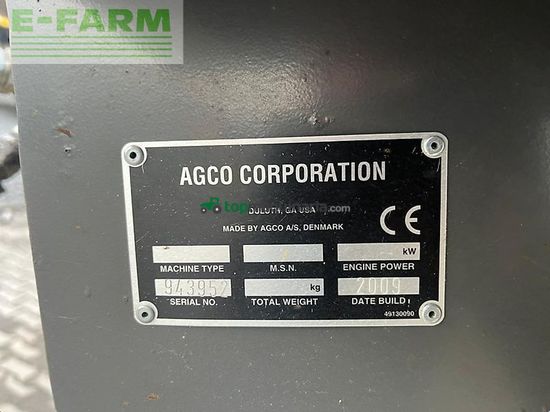 E-FARM
AGCO CORPORATION
DULUTH, GA USA
MADE BY AGCO A/S, DENMARK
CE
kW
MACHINE TYPE M.S.N. ENGINE POWER
943952 kg 2009
SERIAL NO. TOTAL WEIGHT DATE BUILD
49130090